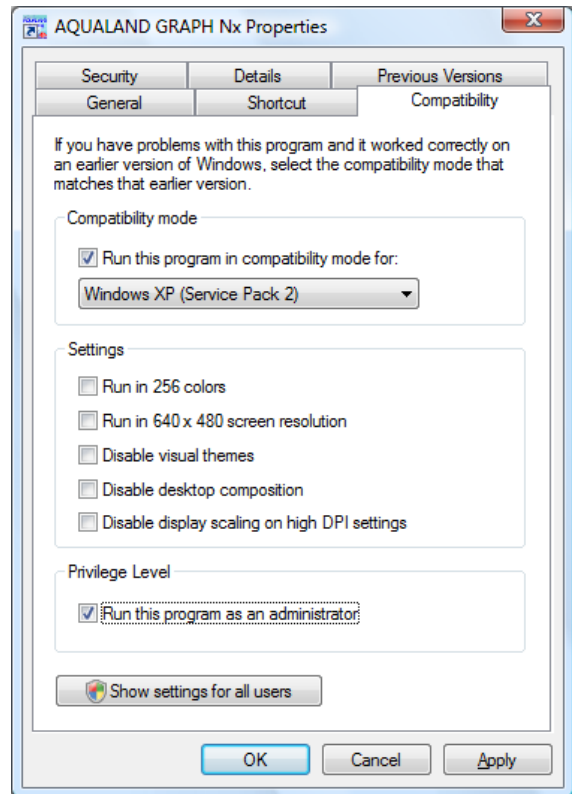 AQUALAND GRAPH Nx Properties
Security Details Previous Versions
General Shortcut Compatibility
If you have problems with this program and it worked correctly on
an earlier version of Windows, select the compatibility mode that
matches that earlier version.
Compatibility mode
Run this program in compatibility mode for:
Windows XP (Service Pack 2)
Settings
Run in 256 colors
Run in 640 x 480 screen resolution
Disable visual themes
Disable desktop composition
Disable display scaling on high DPI settings
Privilege Level
Run this program as an administrator
Show settings for all users
OK Cancel Apply